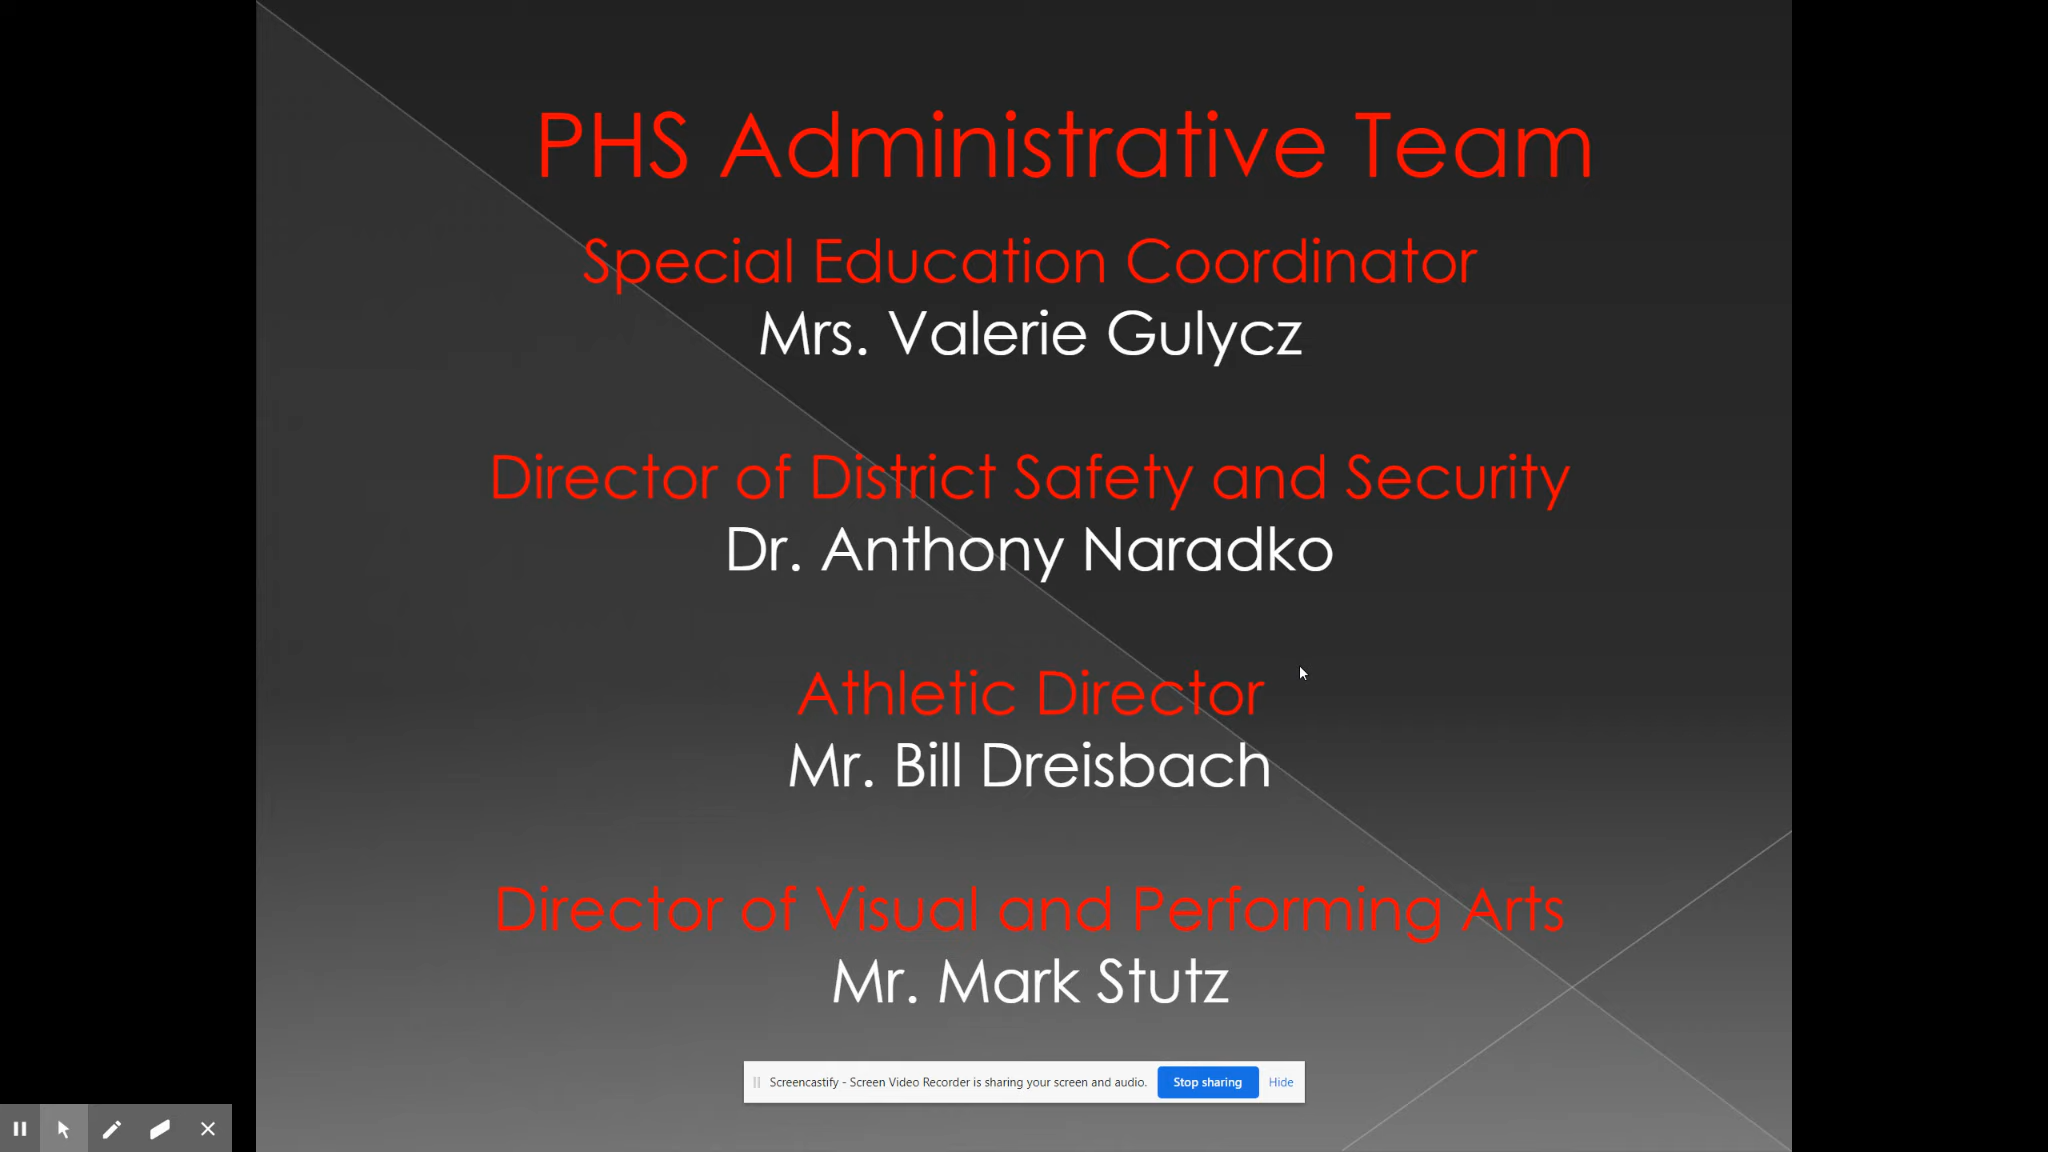 PHS Administrative Team
Special Education Coordinator
Mrs. Valerie Gulycz
Director of District Safety and Security
Dr. Anthony Naradko
Athletic Director
Mr. Bill Dreisbach
Director of Visual and Performing Arts
Mr. Mark Stutz
Screencastify - Screen Video Recorder is sharing your screen and audio. Stop sharing Hide